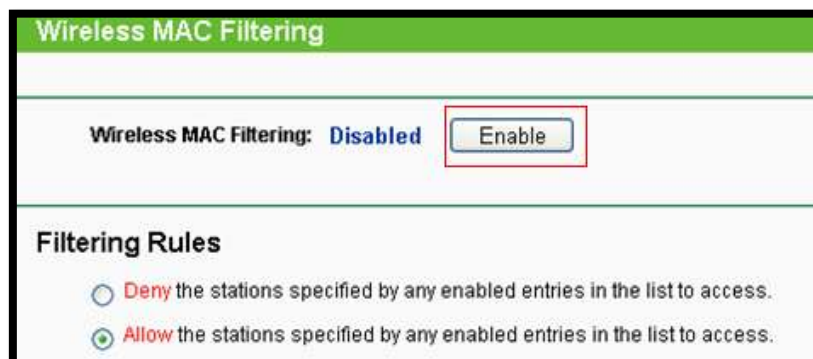 Wireless MAC Filtering
Wireless MAC Filtering: Disabled Enable
Filtering Rules
Deny the stations specified by any enabled entries in the list to access.
Allow the stations specified by any enabled entries in the list to access.